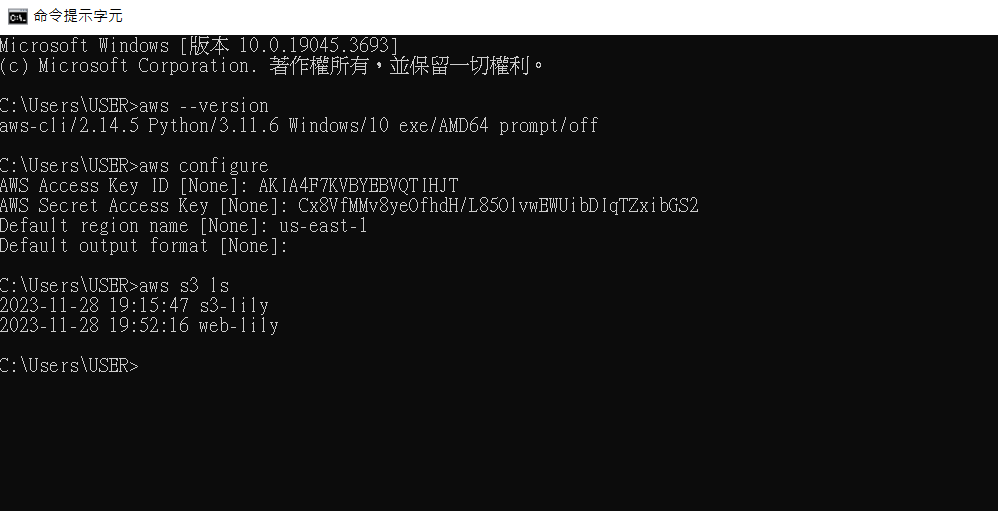 命令提示字元
Microsoft Windows [版本 10.0.19045.3693]
(c) Microsoft Corporation. 著作權所有，並保留一切權利。
C:\Users\USER>aws --version
aws-cli/2.14.5 Python/3.11.6 Windows/10 exe/AMD64 prompt/off
C:\Users\USER>aws configure
AWS Access Key ID [None]:
AWS Secret Access Key [None]:
Default region name [None]: us-east-1
Default output format [None]:
C:\Users\USER>aws s3 ls
2023-11-28 19:15:47 s3-lily
2023-11-28 19:52:16 web-lily
C:\Users\USER>